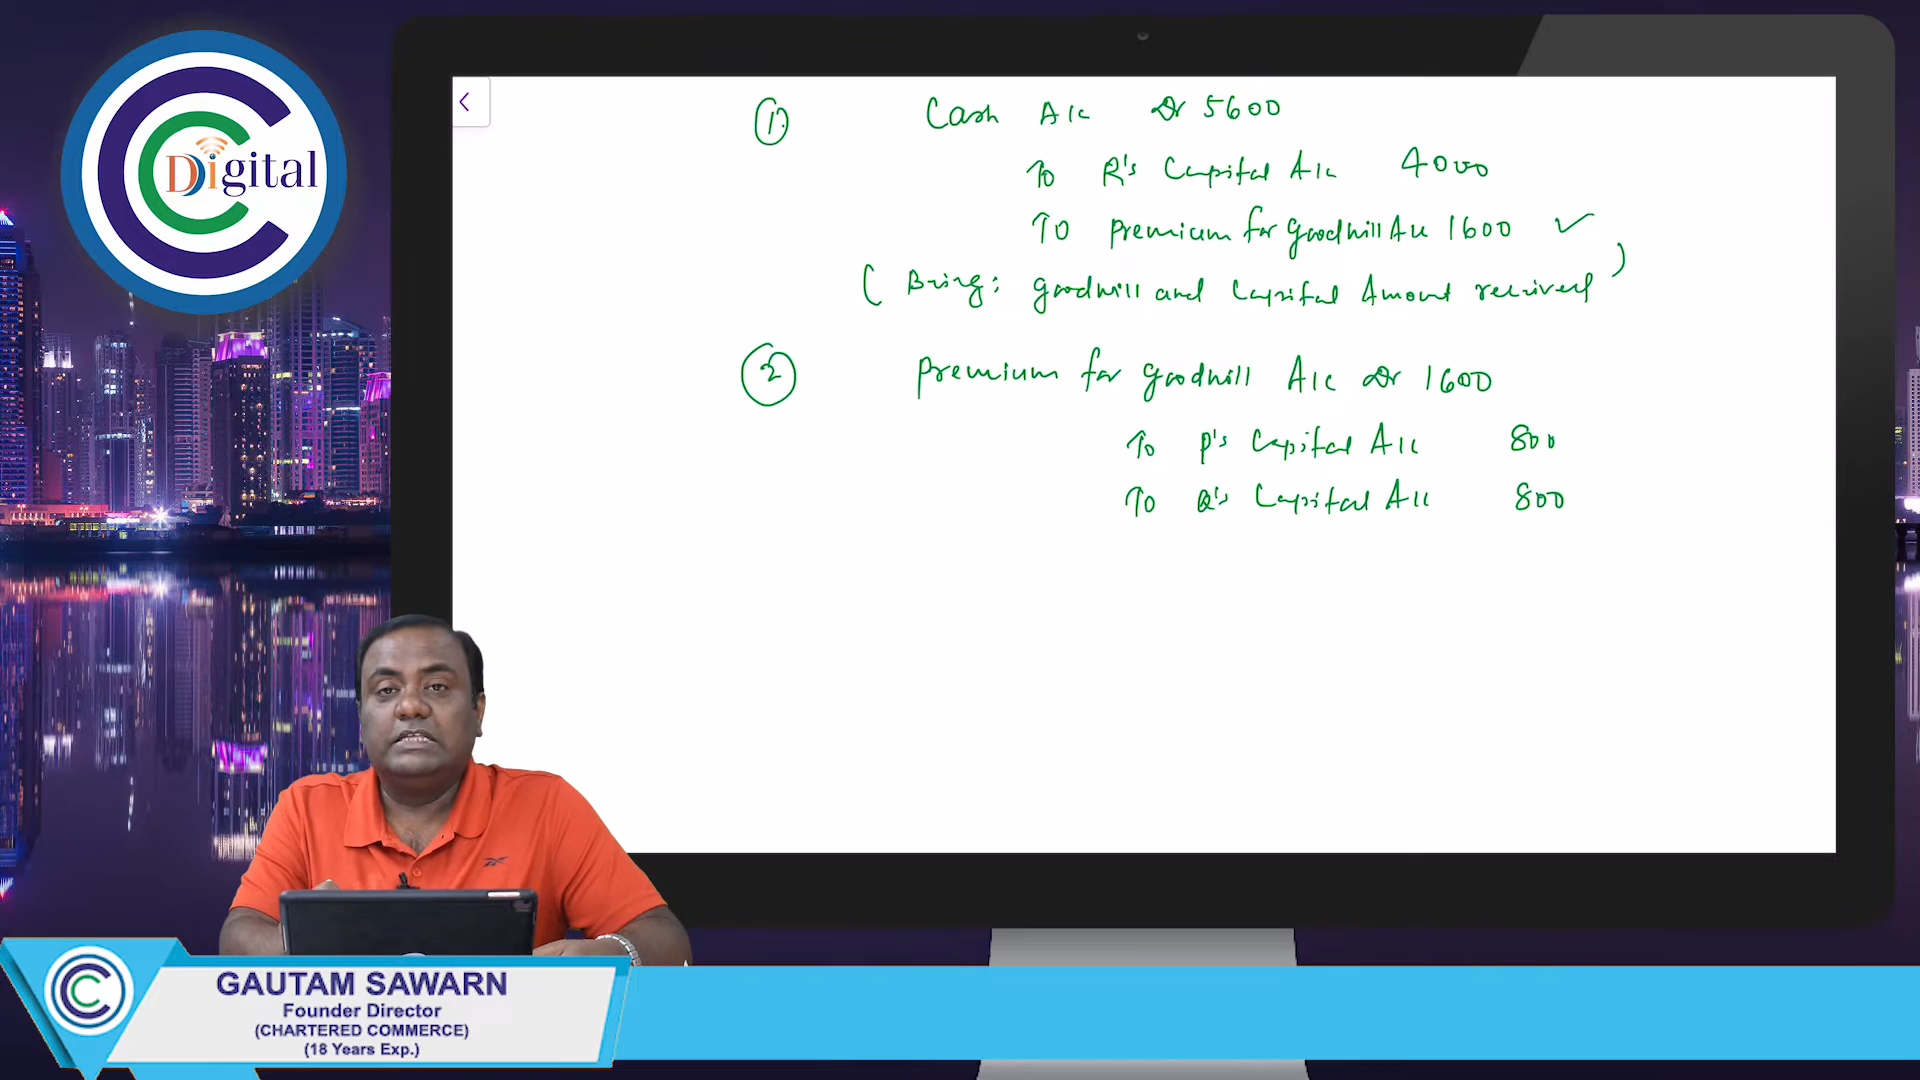 Digital
1. Cash A/c Dr 5600
To R's Capital A/c 4000
To Premium for Goodwill A/c 1600 ✓
( Being: Goodwill and Capital Amount received )
2 Premium for Goodwill A/c Dr 1600
To P's Capital A/c 800
To Q's Capital A/c 800
GAUTAM SAWARN
Founder Director
(CHARTERED COMMERCE)
(18 Years Exp.)